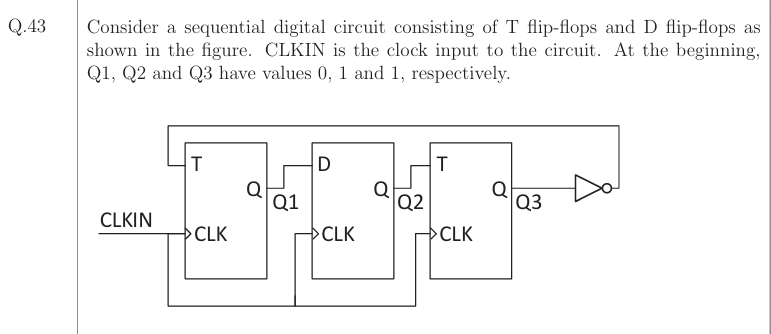 Q.43
Consider a sequential digital circuit consisting of T flip-flops and D flip-flops as
shown in the figure. CLKIN is the clock input to the circuit. At the beginning,
Q1, Q2 and Q3 have values 0, 1 and 1, respectively.
T
D
T
Q
Q1
Q
Q2
Q
Q3
CLKIN
CLK
CLK
CLK